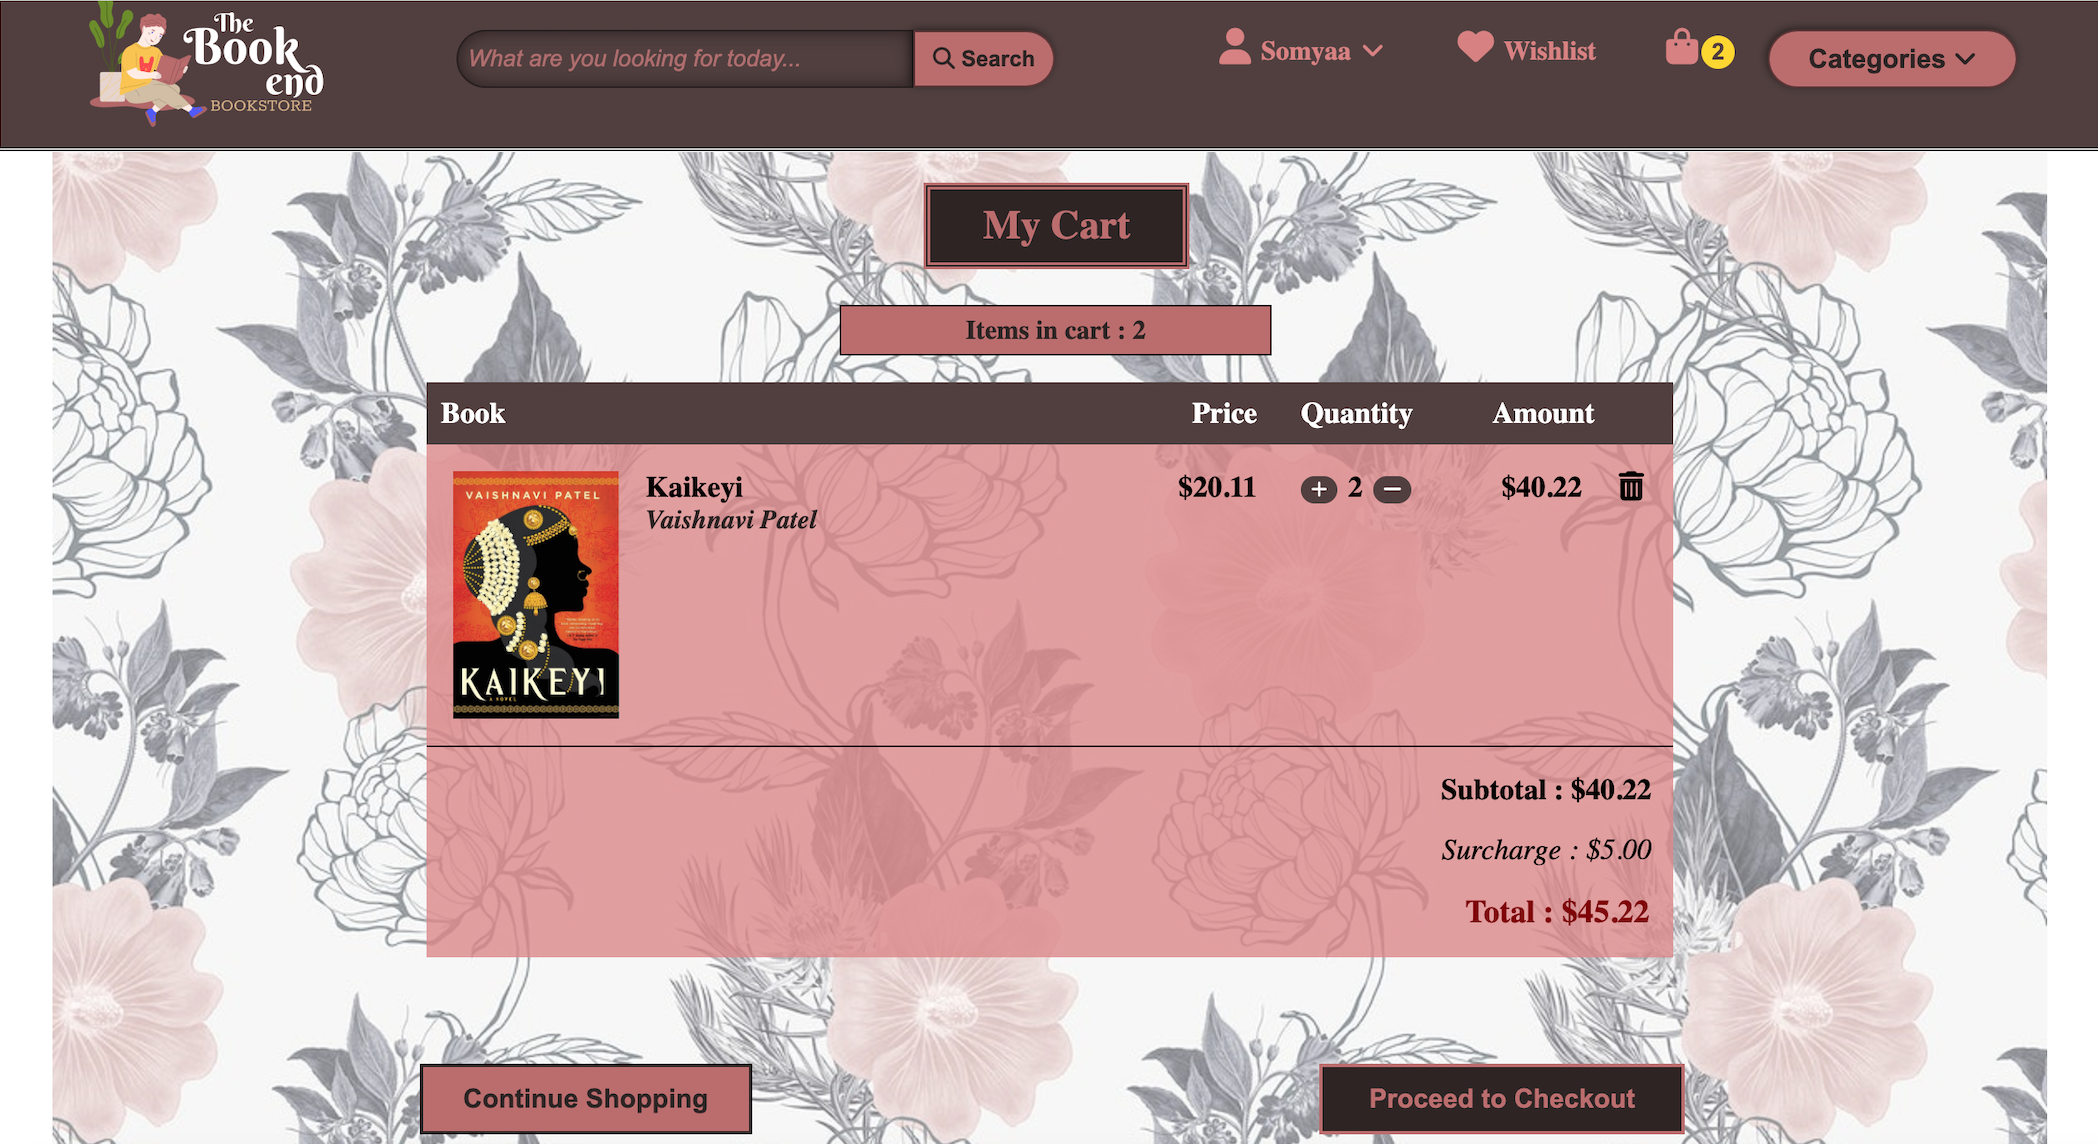 The
Book
end
BOOKSTORE
What are you looking for today...
Search
Somyaa
Wishlist
2
Categories
My Cart
Items in cart : 2
Book Price Quantity Amount
VAISHNAVI PATEL
KAIKEYI
A NOVEL
Kaikeyi $20.11 + 2 − $40.22
Vaishnavi Patel
Subtotal : $40.22
Surcharge : $5.00
Total : $45.22
Continue Shopping
Proceed to Checkout